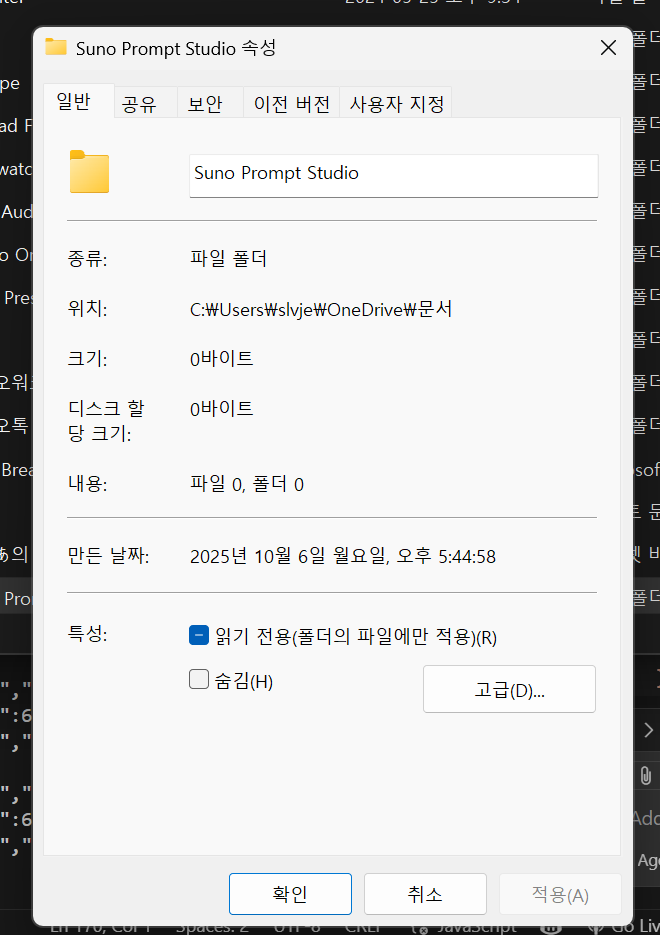 Suno Prompt Studio 속성
일반
공유
보안
이전 버전
사용자 지정
Suno Prompt Studio
종류:
파일 폴더
위치:
C:₩Users₩slvje₩OneDrive₩문서
크기:
0바이트
디스크 할
당 크기:
0바이트
내용:
파일 0, 폴더 0
만든 날짜:
2025년 10월 6일 월요일, 오후 5:44:58
특성:
읽기 전용(폴더의 파일에만 적용)(R)
숨김(H)
고급(D)...
확인
취소
적용(A)